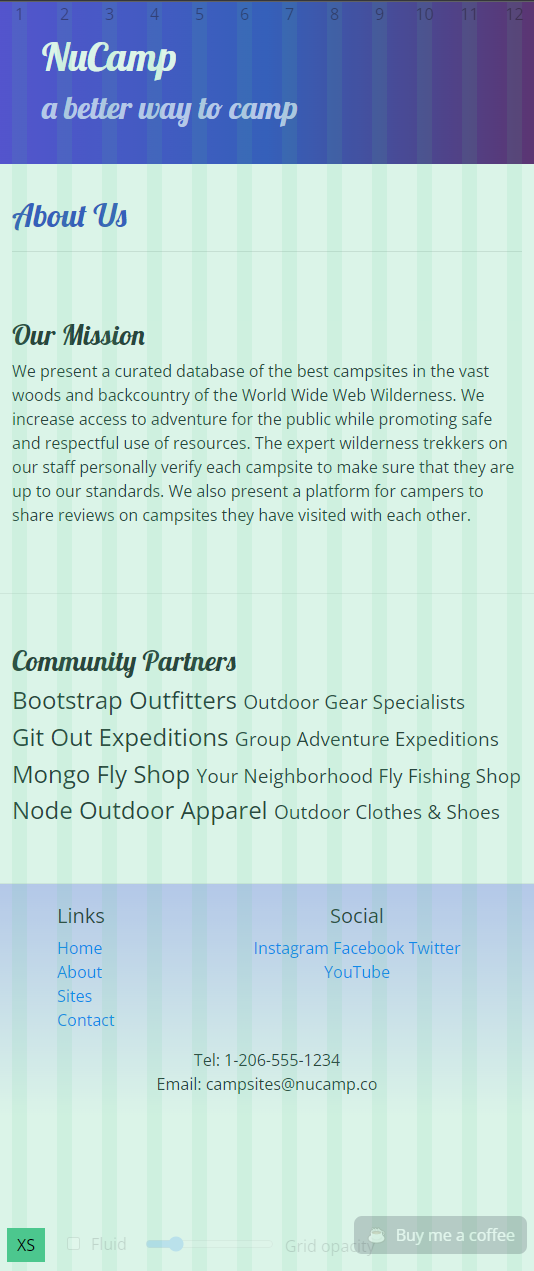 1 2 3 4 5 6 7 8 9 10 11 12
NuCamp
a better way to camp
About Us
Our Mission
We present a curated database of the best campsites in the vast
woods and backcountry of the World Wide Web Wilderness. We
increase access to adventure for the public while promoting safe
and respectful use of resources. The expert wilderness trekkers on
our staff personally verify each campsite to make sure that they are
up to our standards. We also present a platform for campers to
share reviews on campsites they have visited with each other.
Community Partners
Bootstrap Outfitters Outdoor Gear Specialists
Git Out Expeditions Group Adventure Expeditions
Mongo Fly Shop Your Neighborhood Fly Fishing Shop
Node Outdoor Apparel Outdoor Clothes & Shoes
Links
Home
About
Sites
Contact
Social
Instagram Facebook Twitter
YouTube
Tel: 1-206-555-1234
Email: campsites@nucamp.co
XS Fluid Grid opacity
Buy me a coffee